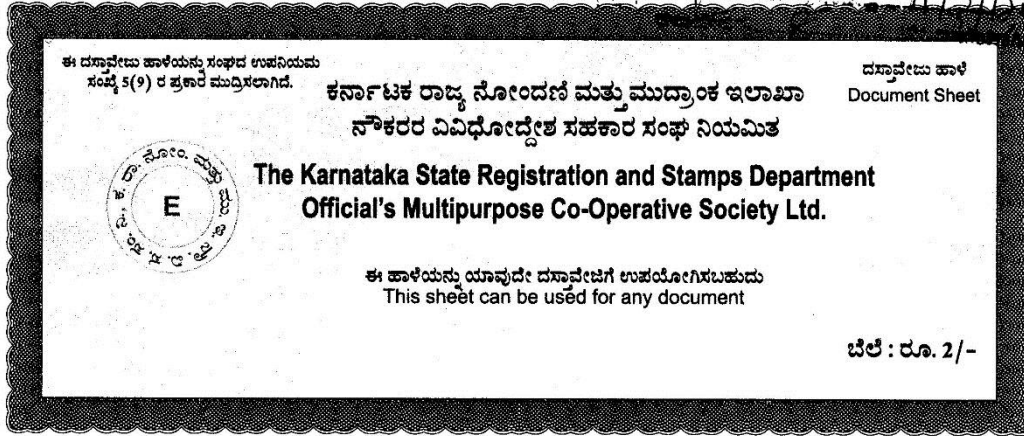 ಈ ದಸ್ತಾವೇಜು ಹಾಳೆಯನ್ನು ಸಂಘದ ಉಪನಿಯಮ
ಸಂಖ್ಯೆ 5(9) ರ ಪ್ರಕಾರ ಮುದ್ರಿಸಲಾಗಿದೆ.
ದಸ್ತಾವೇಜು ಹಾಳೆ
Document Sheet
ಕರ್ನಾಟಕ ರಾಜ್ಯ ನೋಂದಣಿ ಮತ್ತು ಮುದ್ರಾಂಕ ಇಲಾಖಾ
ನೌಕರರ ವಿವಿಧೋದ್ದೇಶ ಸಹಕಾರ ಸಂಘ ನಿಯಮಿತ
E
The Karnataka State Registration and Stamps Department
Official's Multipurpose Co-Operative Society Ltd.
ಈ ಹಾಳೆಯನ್ನು ಯಾವುದೇ ದಸ್ತಾವೇಜಿಗೆ ಉಪಯೋಗಿಸಬಹುದು
This sheet can be used for any document
ಬೆಲೆ : ರೂ. 2/-